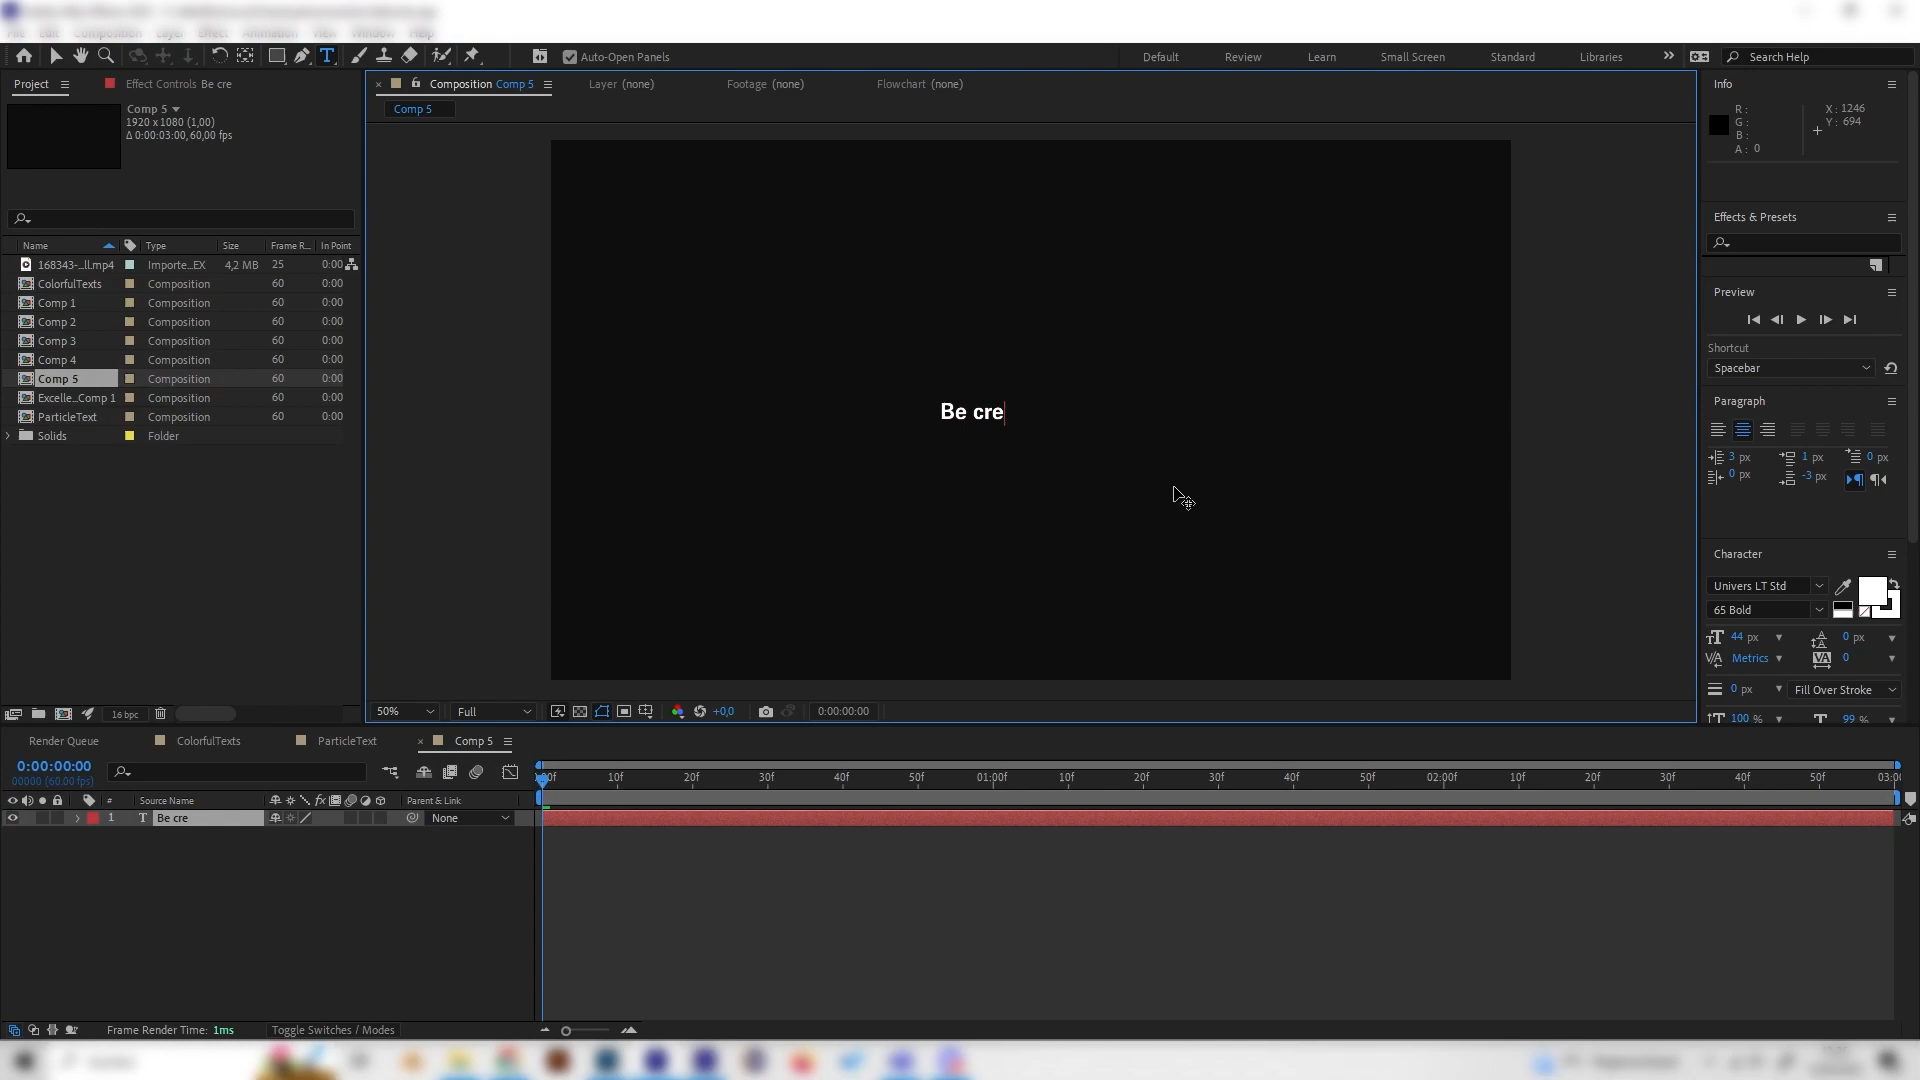 Auto-Open Panels
Default
Review
Learn
Small Screen
Standard
Libraries
Search Help
Project
Effect Controls Be cre
Comp 5
1920 x 1080 (1,00)
Δ 0:00:03:00, 60,00 fps
Name
Type
Size
Frame R...
In Point
168343-...ll.mp4
Importe...EX
4,2 MB
25
0:00
ColorfulTexts
Composition
60
0:00
Comp 1
Composition
60
0:00
Comp 2
Composition
60
0:00
Comp 3
Composition
60
0:00
Comp 4
Composition
60
0:00
Comp 5
Composition
60
0:00
Excelle...Comp 1
Composition
60
0:00
ParticleText
Composition
60
0:00
Solids
Folder
16 bpc
Composition Comp 5
Layer (none)
Footage (none)
Flowchart (none)
Comp 5
Be cre
50%
Full
+0,0
0:00:00:00
Info
R :
G :
B :
A : 0
X : 1246
Y : 694
Effects & Presets
Preview
Shortcut
Spacebar
Paragraph
3 px
1 px
0 px
0 px
-3 px
Character
Univers LT Std
65 Bold
44 px
0 px
Metrics
0
0 px
Fill Over Stroke
100 %
99 %
Render Queue
ColorfulTexts
ParticleText
Comp 5
0:00:00:00
00000 (60.00 fps)
#
Source Name
Parent & Link
1
T
Be cre
None
10f
20f
30f
40f
50f
01:00f
10f
20f
30f
40f
50f
02:00f
10f
20f
30f
40f
50f
Frame Render Time: 1ms
Toggle Switches / Modes